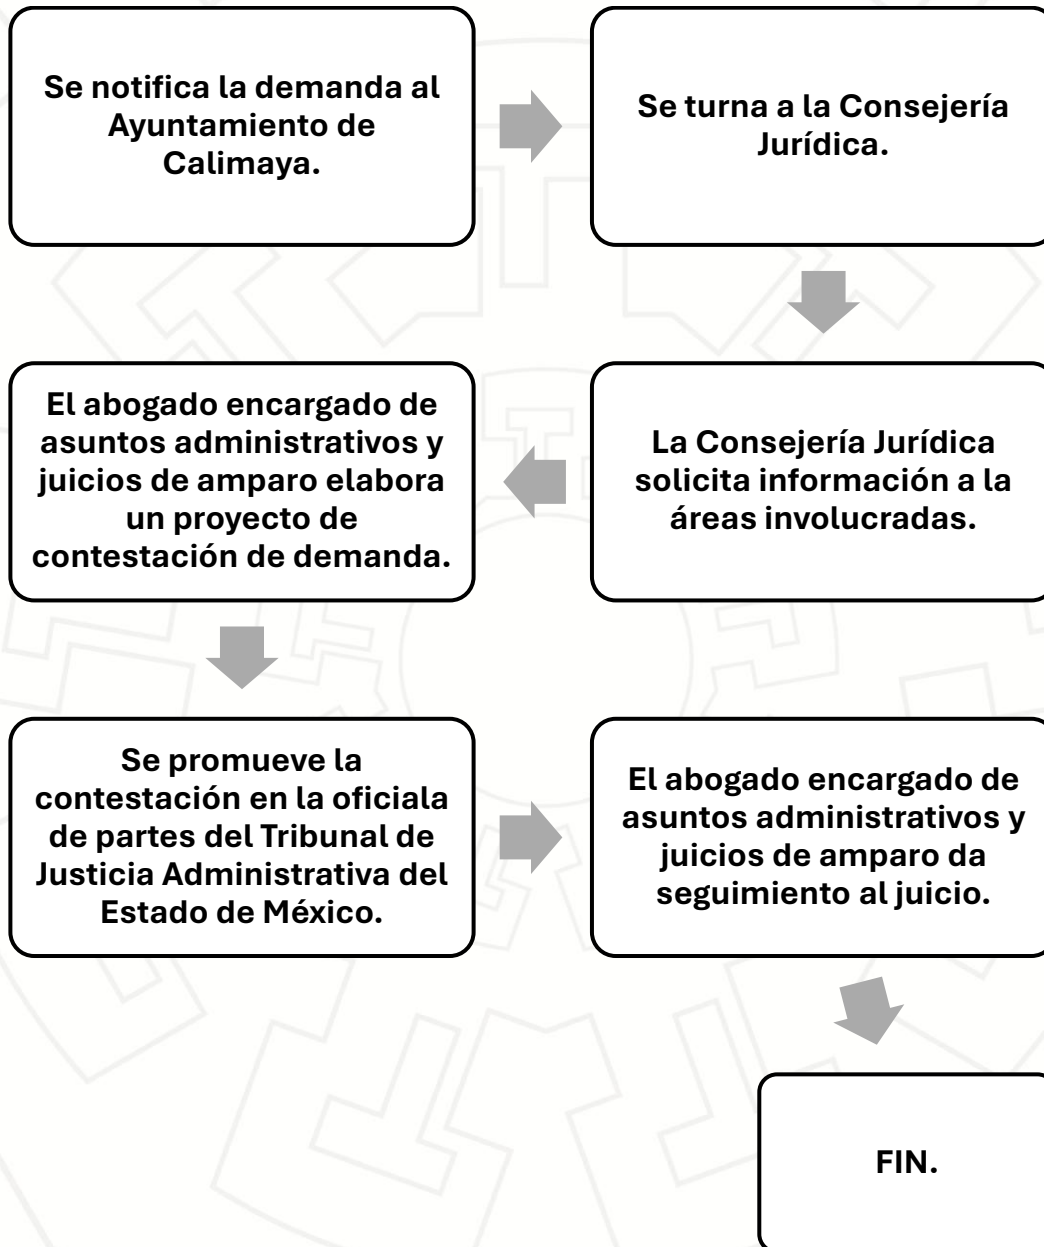 Se notifica la demanda al
Ayuntamiento de
Calimaya.
Se turna a la Consejería
Jurídica.
La Consejería Jurídica
solicita información a la
áreas involucradas.
El abogado encargado de
asuntos administrativos y
juicios de amparo elabora
un proyecto de
contestación de demanda.
Se promueve la
contestación en la oficiala
de partes del Tribunal de
Justicia Administrativa del
Estado de México.
El abogado encargado de
asuntos administrativos y
juicios de amparo da
seguimiento al juicio.
FIN.